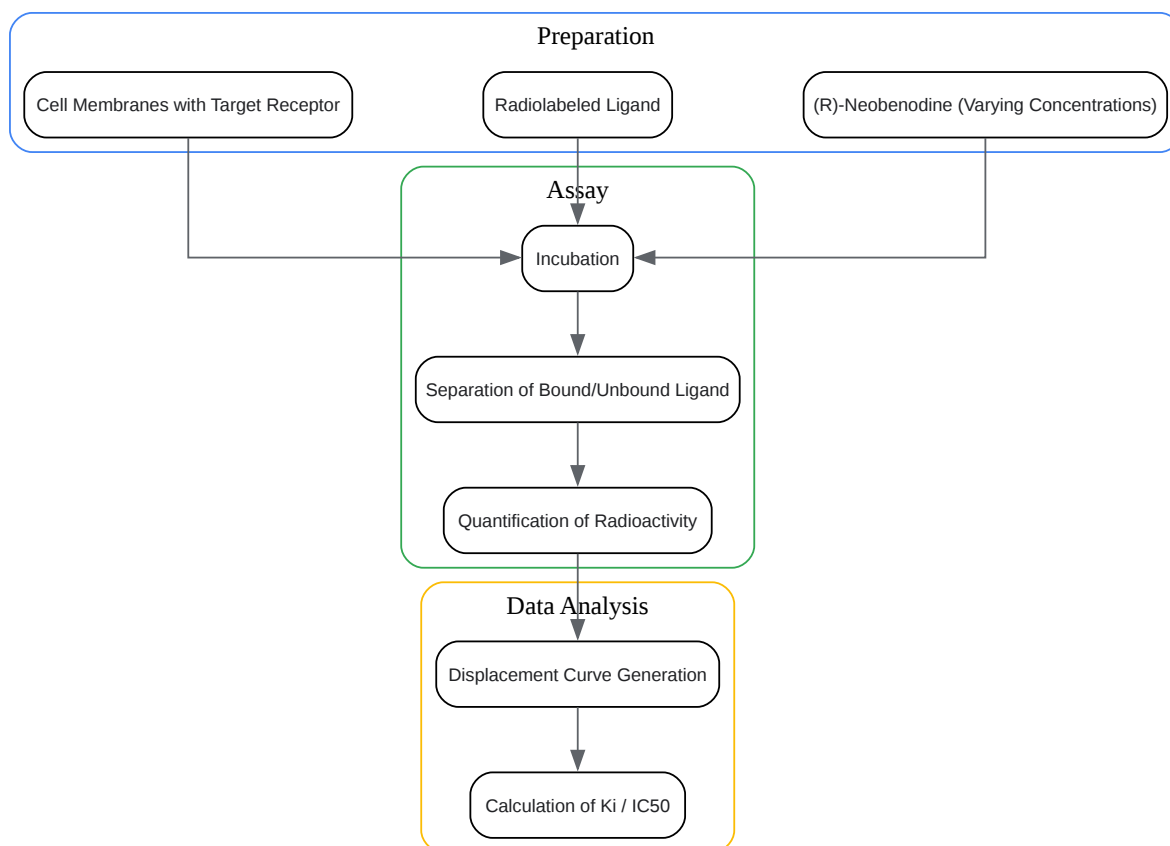 Preparation
Cell Membranes with Target Receptor
Radiolabeled Ligand
(R)-Neobenodine (Varying Concentrations)
Assay
Incubation
Separation of Bound/Unbound Ligand
Quantification of Radioactivity
Data Analysis
Displacement Curve Generation
Calculation of Ki / IC50